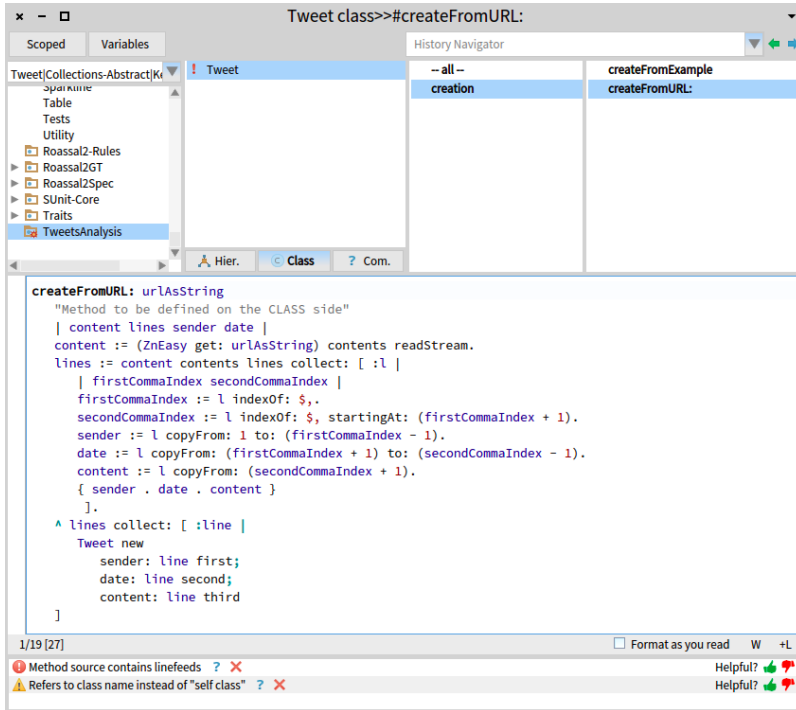 Tweet class>>#createFromURL:
Scoped Variables History Navigator
Tweet|Collections-Abstract|Ke
Sparkline
Table
Tests
Utility
Roassal2-Rules
Roassal2GT
Roassal2Spec
SUnit-Core
Traits
TweetsAnalysis
! Tweet
Hier. Class ? Com.
-- all --
creation
createFromExample
createFromURL:
createFromURL: urlAsString
"Method to be defined on the CLASS side"
| content lines sender date |
content := (ZnEasy get: urlAsString) contents readStream.
lines := content contents lines collect: [ :l |
| firstCommaIndex secondCommaIndex |
firstCommaIndex := l indexOf: $,.
secondCommaIndex := l indexOf: $, startingAt: (firstCommaIndex + 1).
sender := l copyFrom: 1 to: (firstCommaIndex - 1).
date := l copyFrom: (firstCommaIndex + 1) to: (secondCommaIndex - 1).
content := l copyFrom: (secondCommaIndex + 1).
{ sender . date . content }
].
^ lines collect: [ :line |
Tweet new
sender: line first;
date: line second;
content: line third
]
1/19 [27] Format as you read W +L
Method source contains linefeeds ? Helpful?
Refers to class name instead of "self class" ? Helpful?